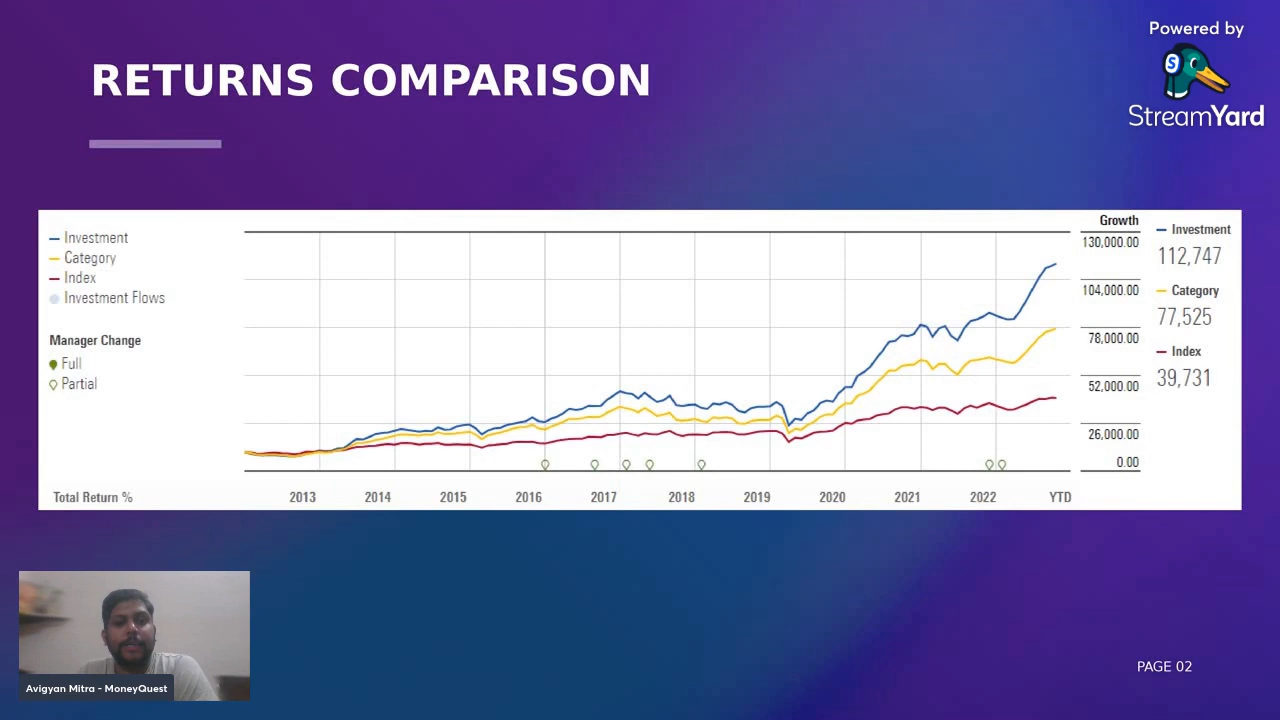 Powered by
StreamYard
RETURNS COMPARISON
Investment
Category
Index
Investment Flows
Manager Change
Full
Partial
Growth
130,000.00
104,000.00
78,000.00
52,000.00
26,000.00
0.00
Investment
112,747
Category
77,525
Index
39,731
Total Return % 2013 2014 2015 2016 2017 2018 2019 2020 2021 2022 YTD
Avigyan Mitra - MoneyQuest
PAGE 02